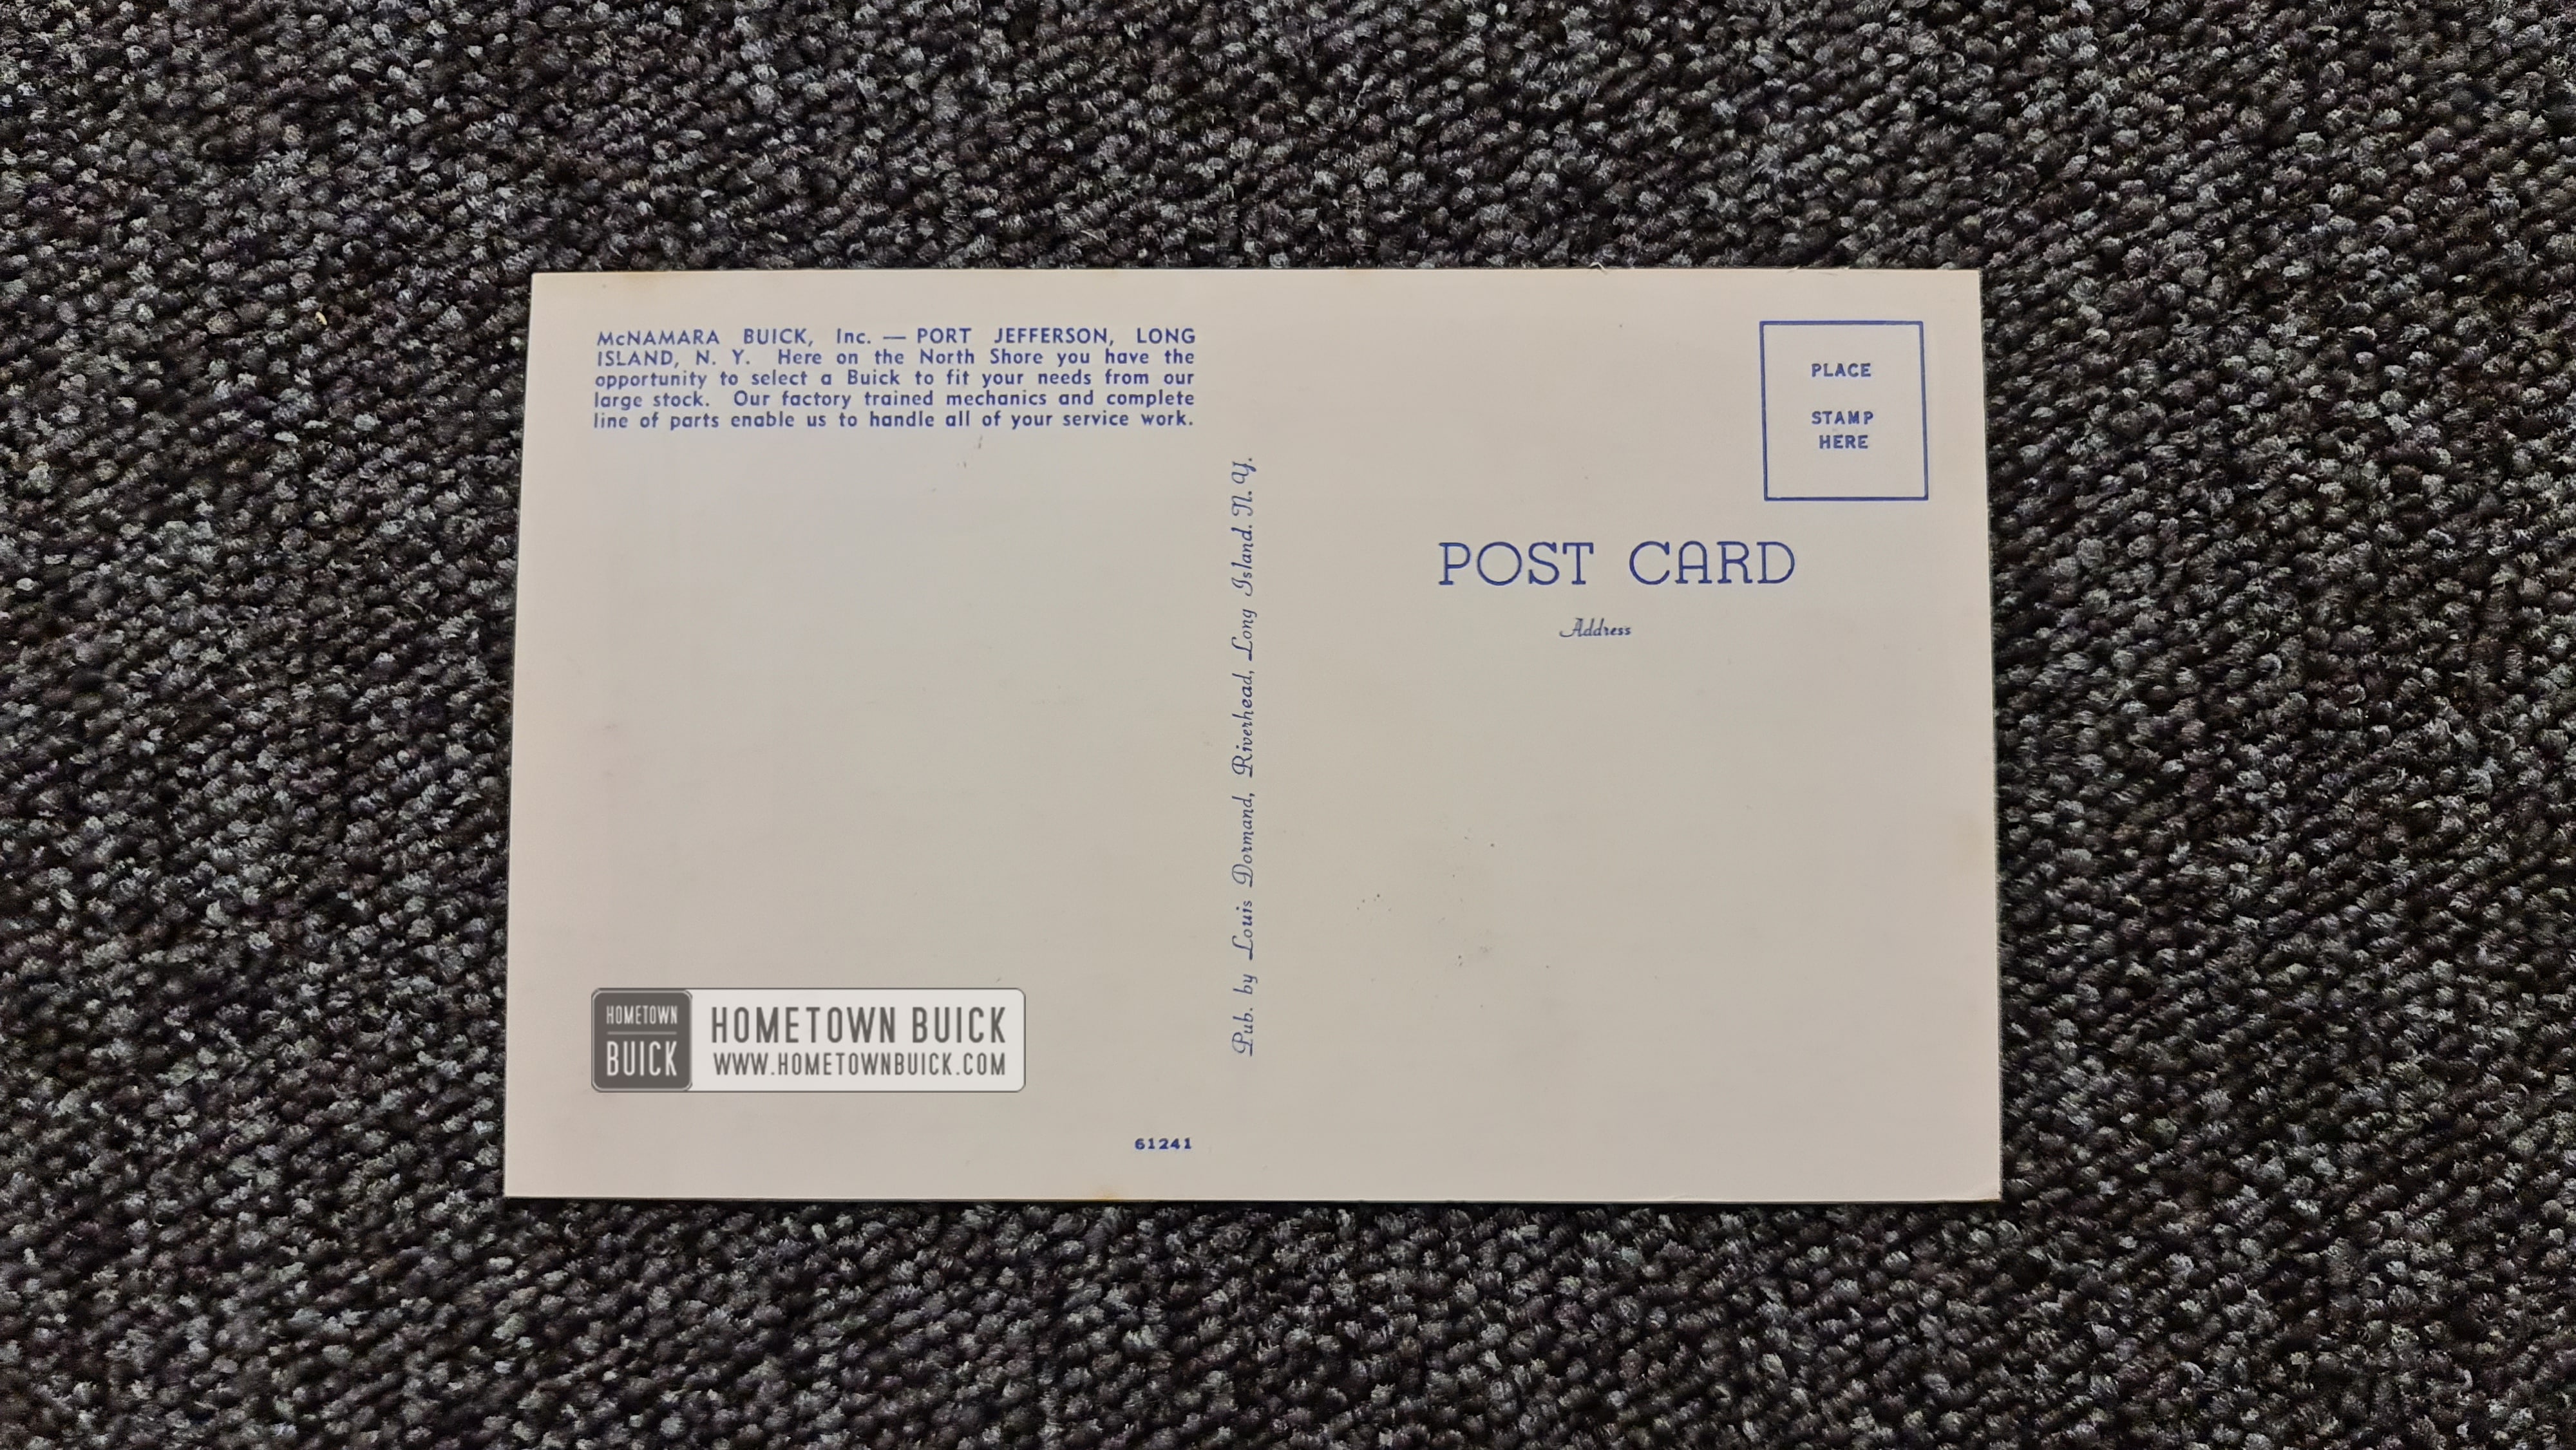 McNAMARA BUICK, Inc. — PORT JEFFERSON, LONG
ISLAND, N. Y. Here on the North Shore you have the
opportunity to select a Buick to fit your needs from our
large stock. Our factory trained mechanics and complete
line of parts enable us to handle all of your service work.
PLACE
STAMP
HERE
POST CARD
Address
Pub. by Louis Dormand, Riverhead, Long Island. N. Y.
HOMETOWN
BUICK
HOMETOWN BUICK
WWW.HOMETOWNBUICK.COM
61241